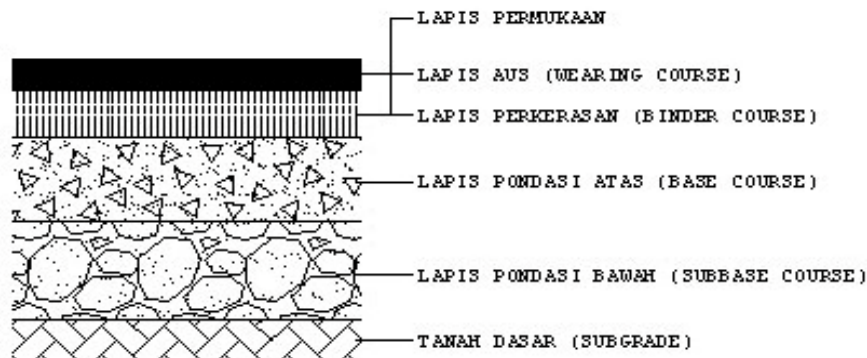 LAPIS PERMUKAAN
LAPIS AUS (WEARING COURSE)
LAPIS PERKERASAN (BINDER COURSE)
LAPIS PONDASI ATAS (BASE COURSE)
LAPIS PONDASI BAWAH (SUBBASE COURSE)
TANAH DASAR (SUBGRADE)